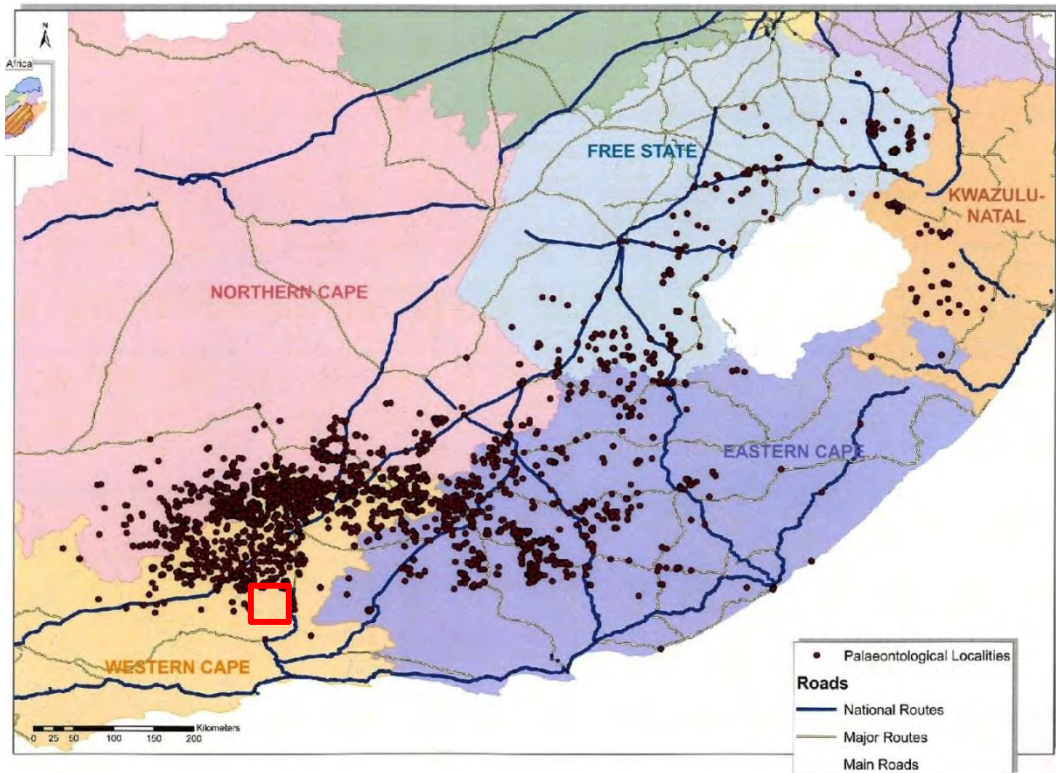 N
Africa
FREE STATE
KWAZULU-
NATAL
NORTHERN CAPE
EASTERN CAPE
WESTERN CAPE
Kilometers
0 25 50 100 150 200
Palaeontological Localities
Roads
National Routes
Major Routes
Main Roads